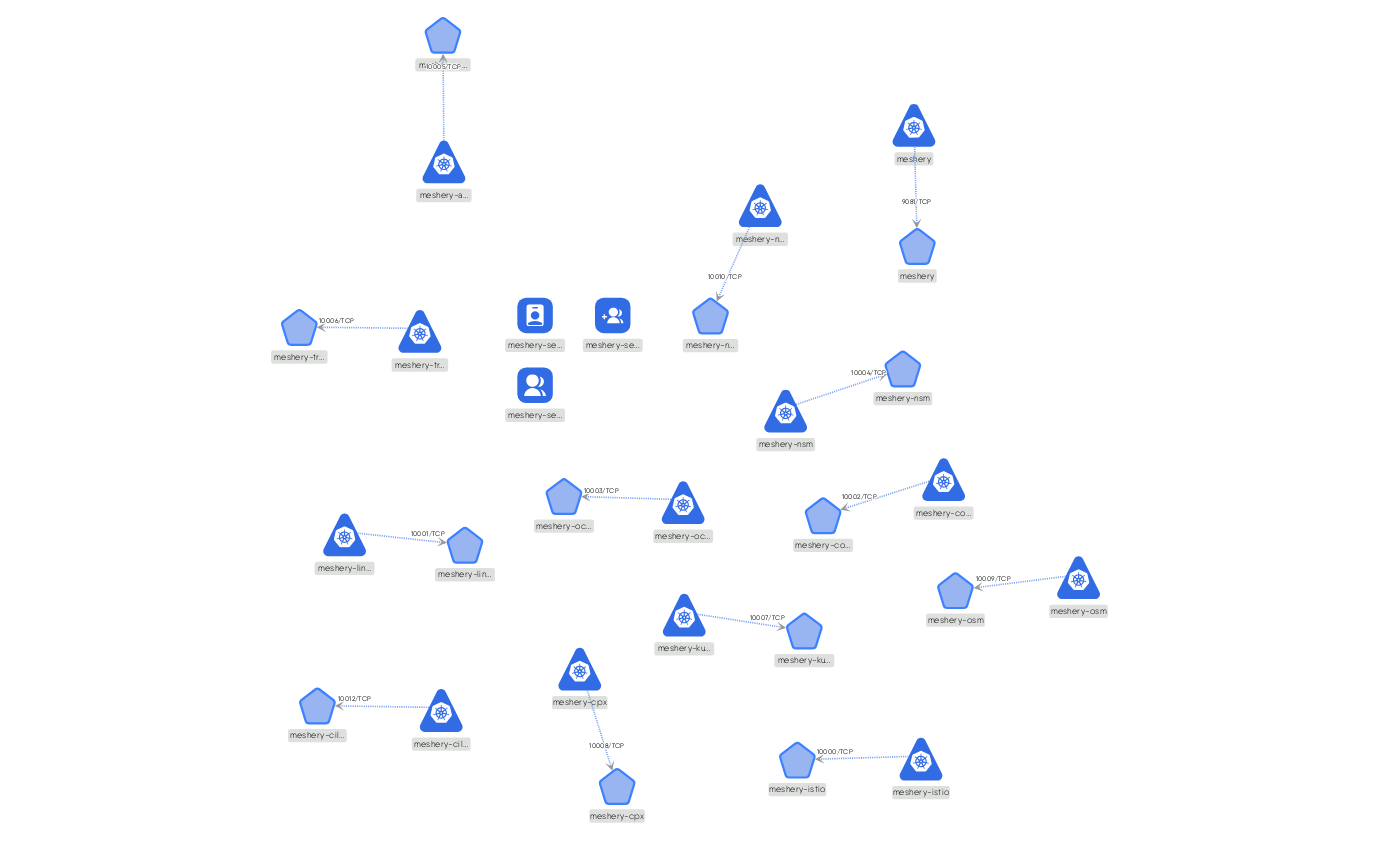 10005/TCP
meshery-a...
meshery
9081/TCP
meshery
meshery-n...
10010/TCP
meshery-n...
10006/TCP
meshery-tr...
meshery-tr...
meshery-se...
meshery-se...
meshery-se...
10004/TCP
meshery-nsm
meshery-nsm
10003/TCP
meshery-oc...
meshery-oc...
10002/TCP
meshery-co...
meshery-co...
10001/TCP
meshery-lin...
meshery-lin...
10009/TCP
meshery-osm
meshery-osm
10007/TCP
meshery-ku...
meshery-ku...
meshery-cpx
10008/TCP
meshery-cpx
10012/TCP
meshery-cil...
meshery-cil...
10000/TCP
meshery-istio
meshery-istio